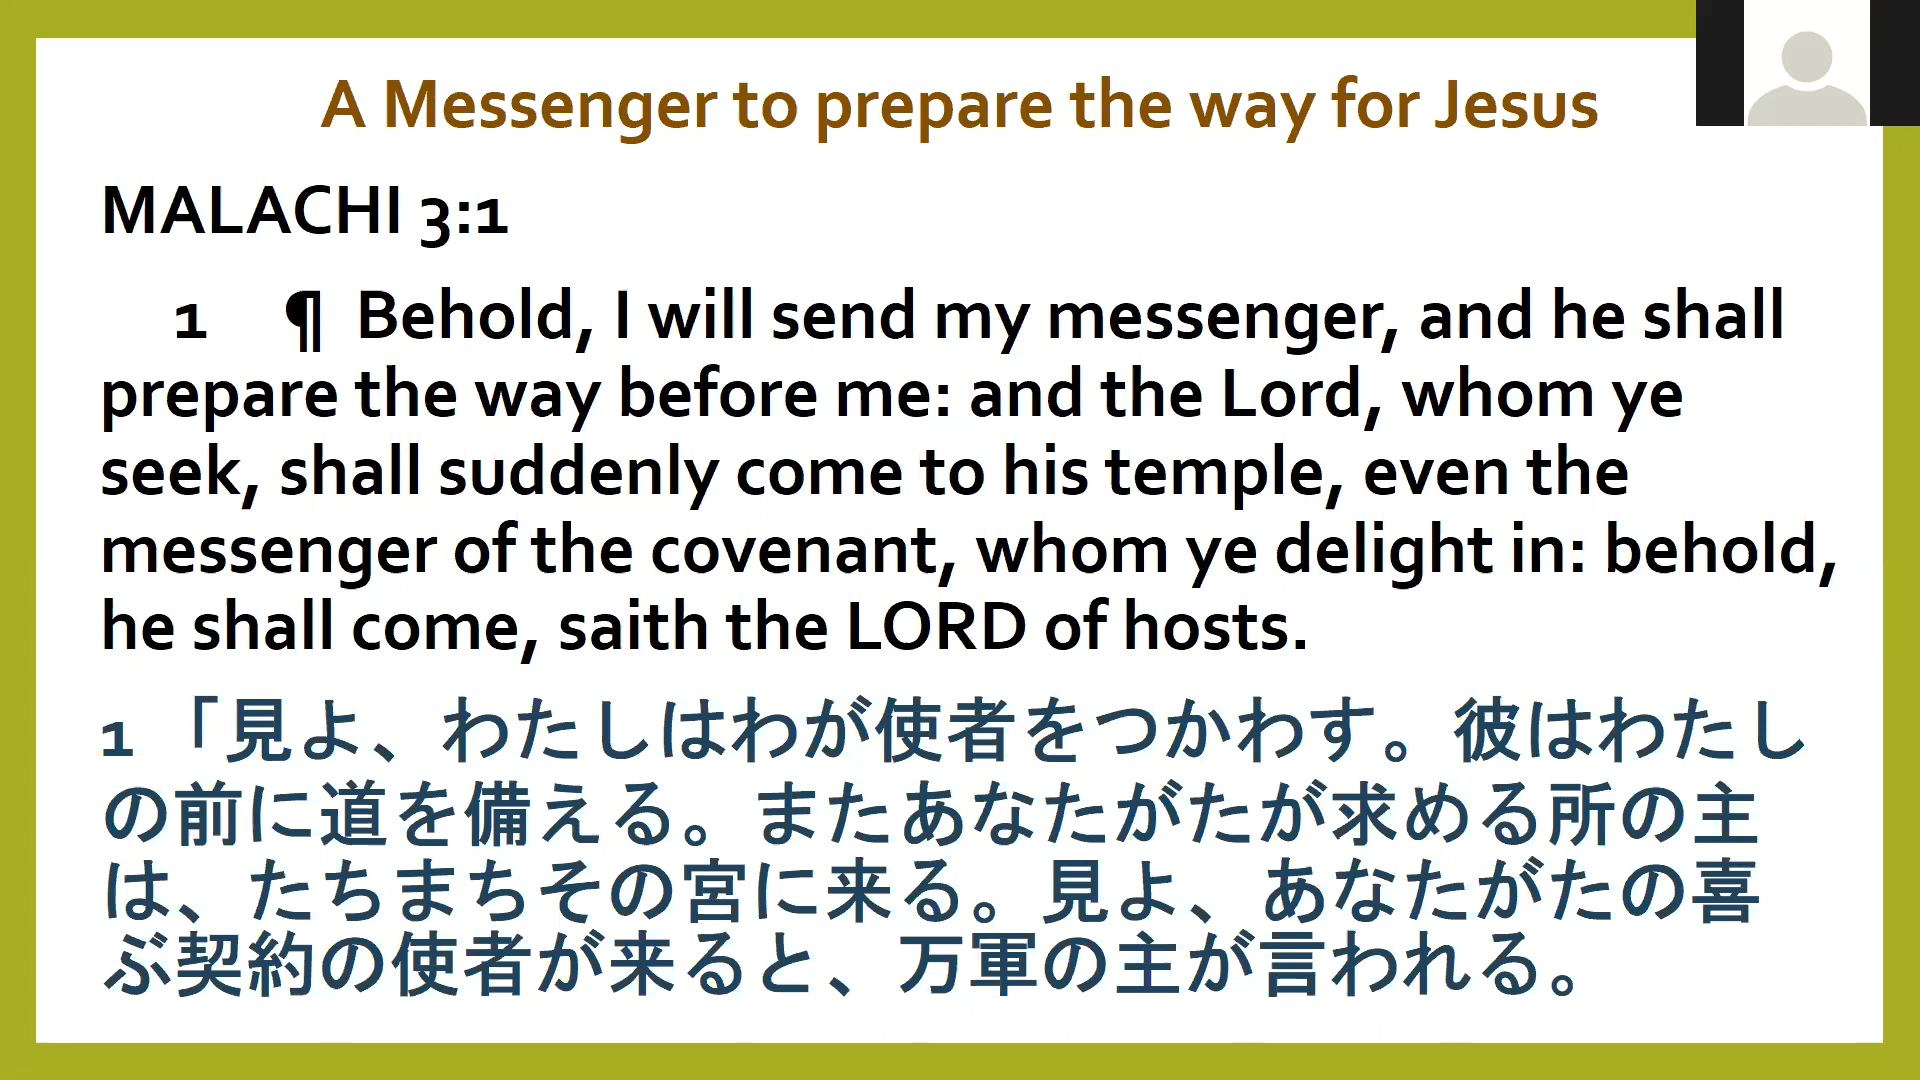 A Messenger to prepare the way for Jesus
MALACHI 3:1
1 ¶ Behold, I will send my messenger, and he shall
prepare the way before me: and the Lord, whom ye
seek, shall suddenly come to his temple, even the
messenger of the covenant, whom ye delight in: behold,
he shall come, saith the LORD of hosts.
1 「見よ、わたしはわが使者をつかわす。彼はわたし
の前に道を備える。またあなたがたが求める所の主
は、たちまちその宮に来る。見よ、あなたがたの喜
ぶ契約の使者が来ると、万軍の主が言われる。